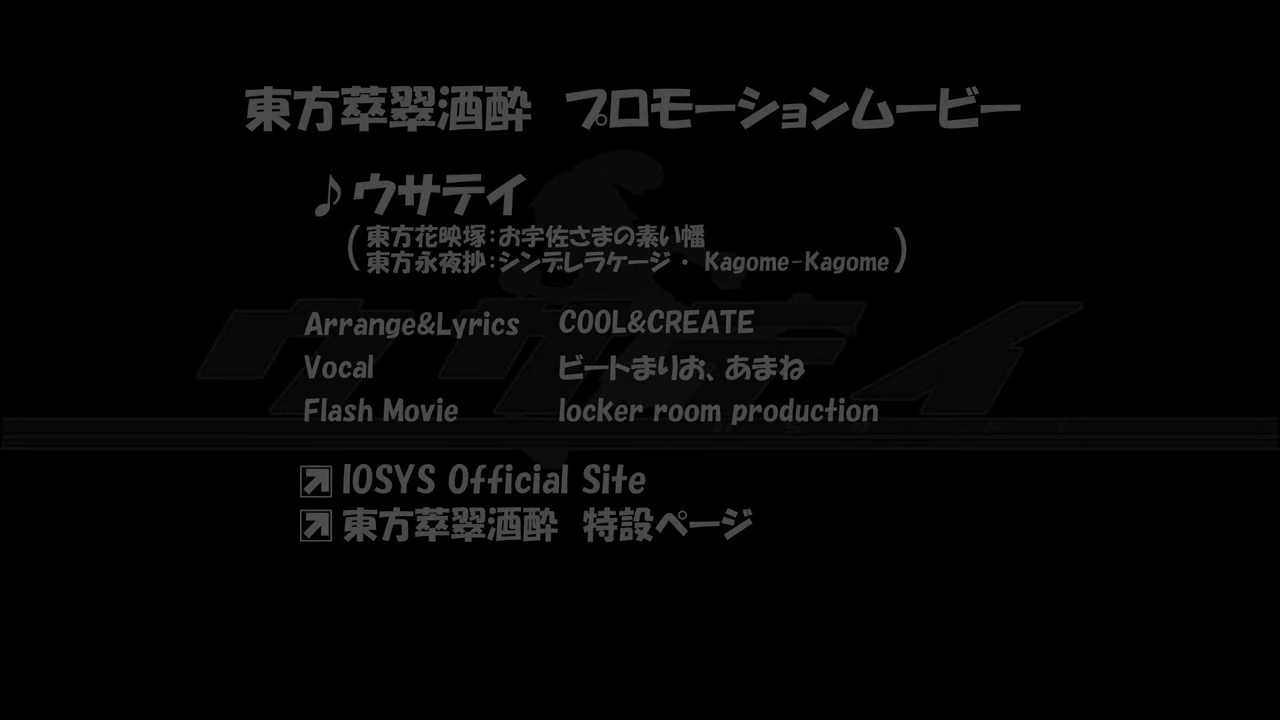 東方萃翠酒酔　プロモーションムービー
♪ウサテイ
(東方花映塚：お宇佐さまの素い幡
東方永夜抄：シンデレラケージ・ Kagome-Kagome)
Arrange&Lyrics COOL&CREATE
Vocal ビートまりお、あまね
Flash Movie locker room production
IOSYS Official Site
東方萃翠酒酔　特設ページ
ウサテイ